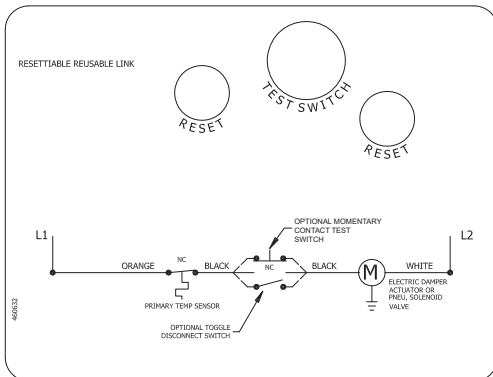 RESETTIABLE REUSABLE LINK
TEST SWITCH
RESET
RESET
OPTIONAL MOMENTARY
CONTACT TEST
SWITCH
L1
L2
ORANGE
NC
BLACK
NC
BLACK
M
WHITE
PRIMARY TEMP SENSOR
ELECTRIC DAMPER
ACTUATOR OR
PNEU, SOLENOID
VALVE
OPTIONAL TOGGLE
DISCONNECT SWITCH
460632